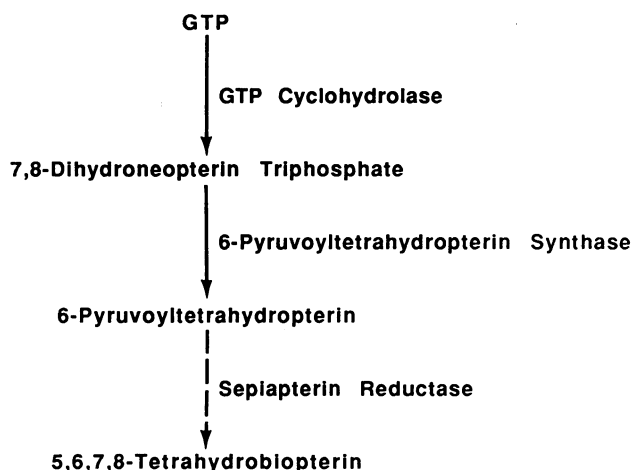 GTP
GTP Cyclohydrolase
7,8-Dihydroneopterin Triphosphate
6-Pyruvoyltetrahydropterin Synthase
6-Pyruvoyltetrahydropterin
Sepiapterin Reductase
5,6,7,8-Tetrahydrobiopterin